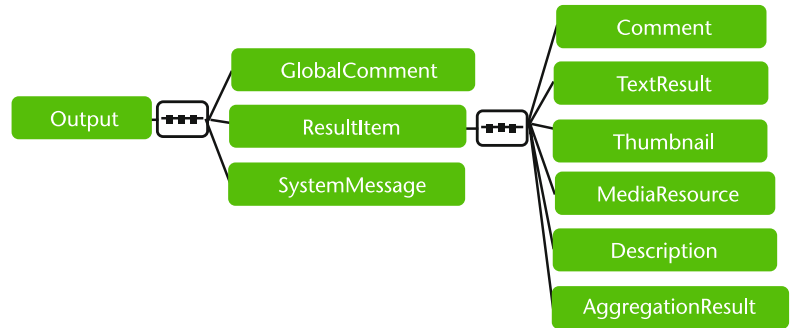 Output
GlobalComment
ResultItem
SystemMessage
Comment
TextResult
Thumbnail
MediaResource
Description
AggregationResult